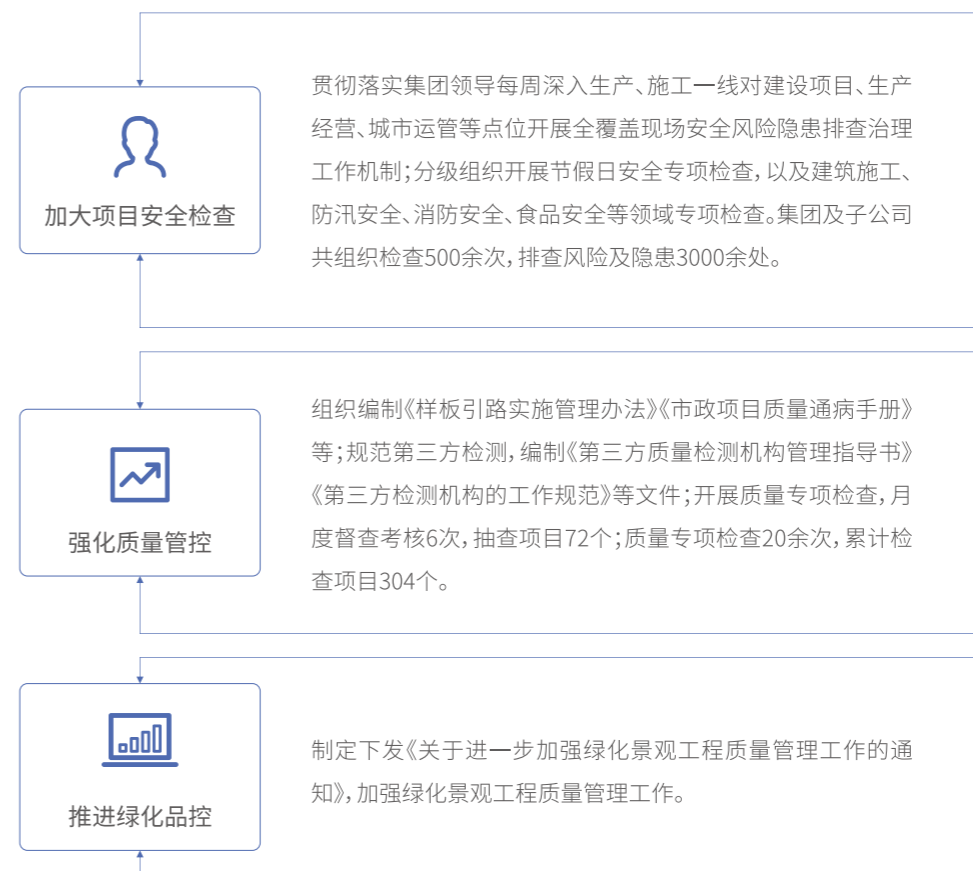 加大项目安全检查
贯彻落实集团领导每周深入生产、施工一线对建设项目、生产
经营、城市运管等点位开展全覆盖现场安全风险隐患排查治理
工作机制；分级组织开展节假日安全专项检查，以及建筑施工、
防汛安全、消防安全、食品安全等领域专项检查。集团及子公司
共组织检查500余次，排查风险及隐患3000余处。
强化质量管控
组织编制《样板引路实施管理办法》《市政项目质量通病手册》
等；规范第三方检测，编制《第三方质量检测机构管理指导书》
《第三方检测机构的工作规范》等文件；开展质量专项检查，月
度督查考核6次，抽查项目72个；质量专项检查20余次，累计检
查项目304个。
推进绿化品控
制定下发《关于进一步加强绿化景观工程质量管理工作的通
知》，加强绿化景观工程质量管理工作。